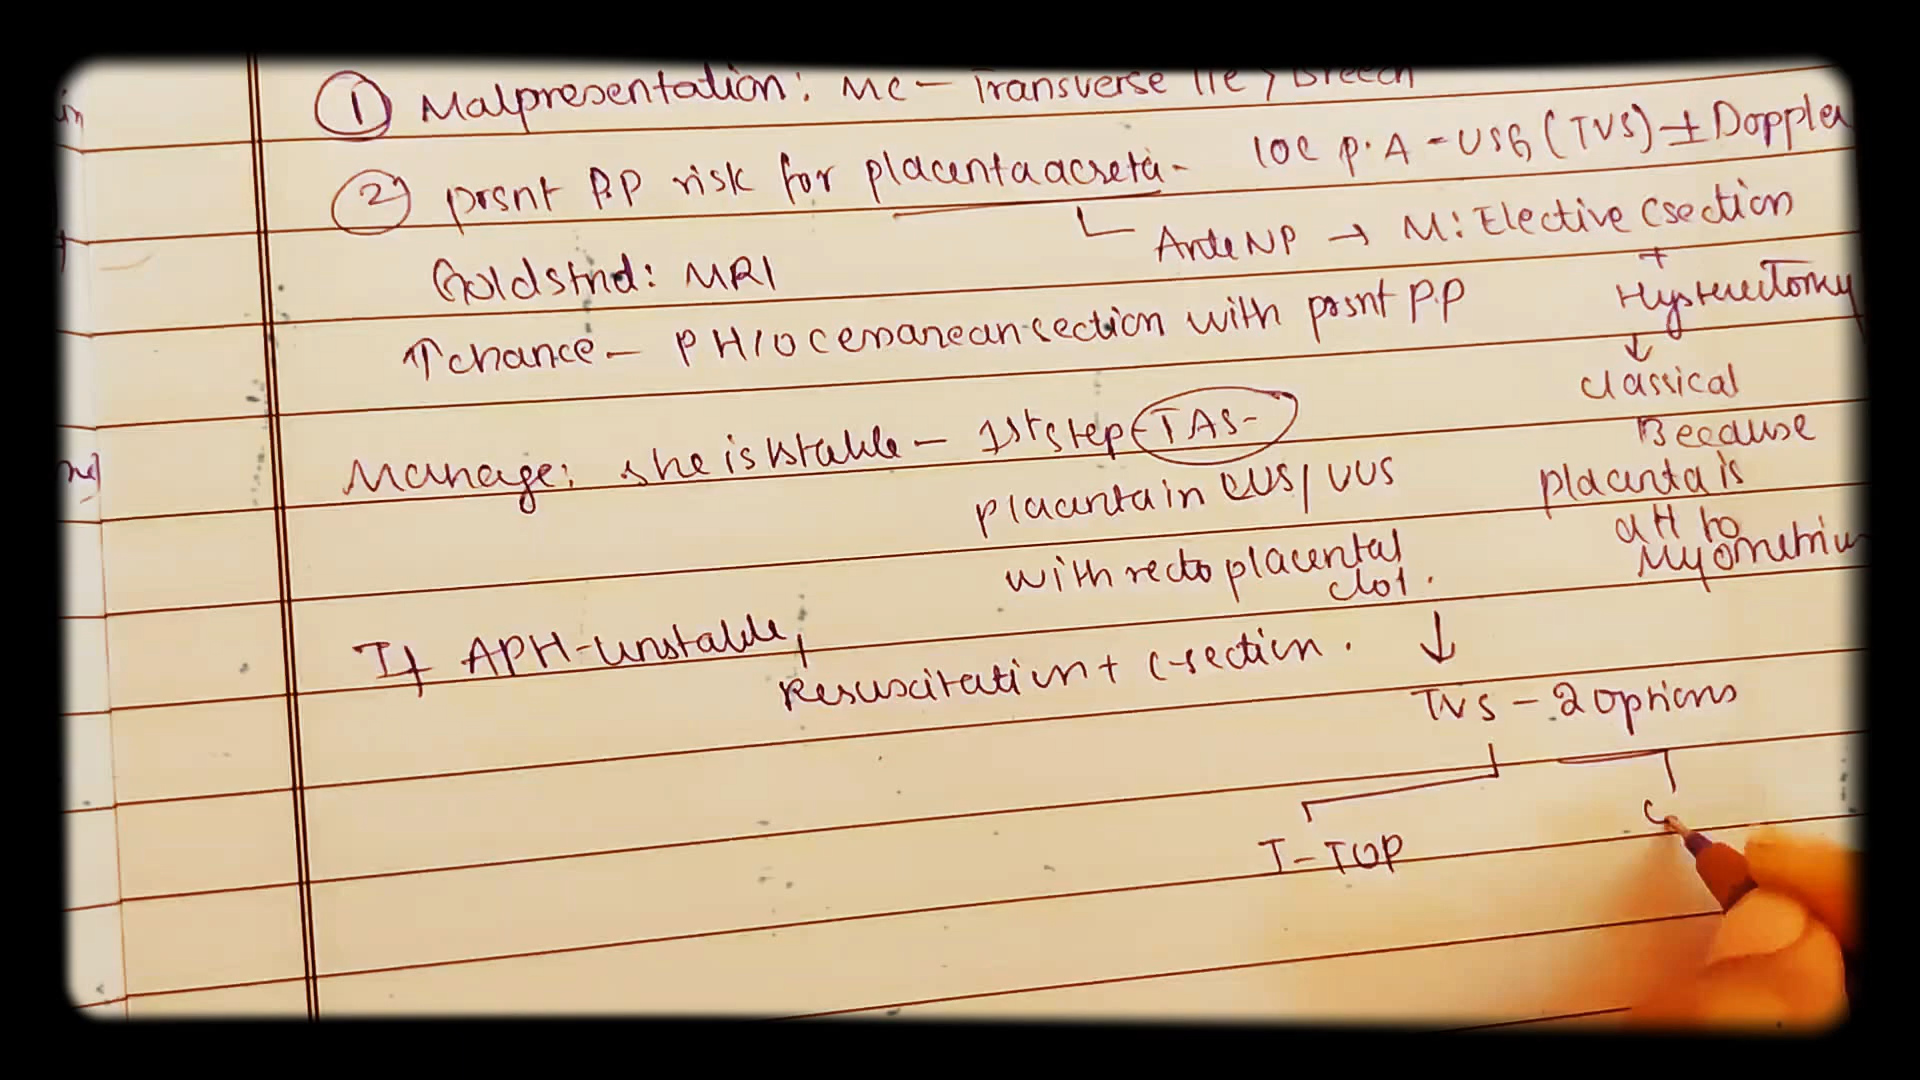 ① Malpresentation: MC - Transverse lie > Breech
② prsnt P.P risk for placenta acreta - IOC P.A - USG (TVS) ± Doppler
Ante NP → M: Elective Csection
+
Goldstnd: MRI
Hysterectomy
↑ chance - PH/O cesarean section with prsnt P.P
↓
classical
Manage: she is stable - 1st step - TAS -
Because
placenta in LUS/UUS
placenta is
att to
with recto placental
Myometriu
clot.
If APH - unstable,
Resuscitation + C-section.
↓
TVS - 2 options
T - TOP
C